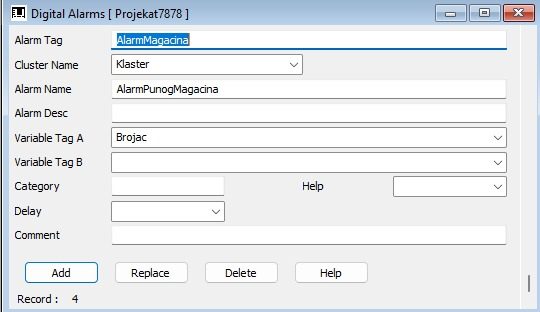 Digital Alarms [ Projekat7878 ]
Alarm Tag AlarmMagacina
Cluster Name Klaster
Alarm Name AlarmPunogMagacina
Alarm Desc
Variable Tag A Brojac
Variable Tag B
Category Help
Delay
Comment
Add Replace Delete Help
Record : 4